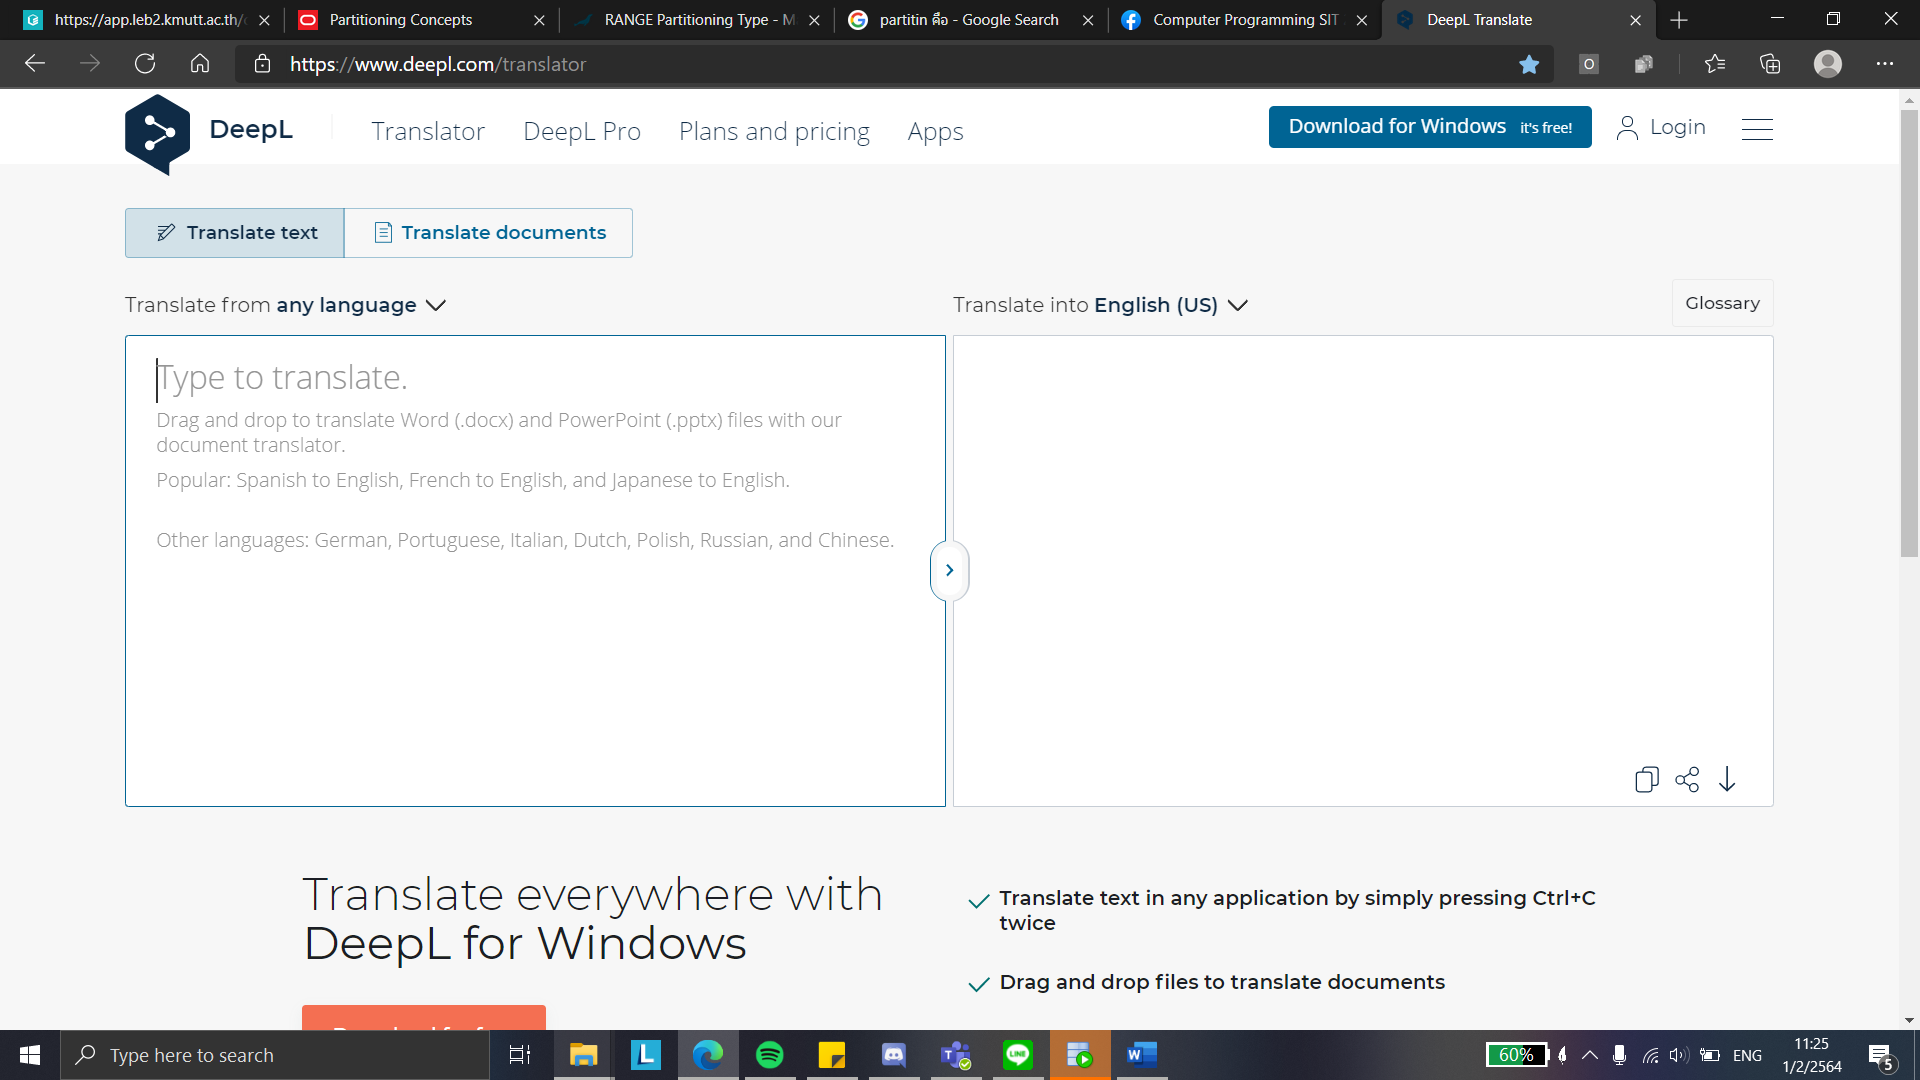 https://app.leb2.kmutt.ac.th/
Partitioning Concepts
RANGE Partitioning Type - M
partitin คือ - Google Search
Computer Programming SIT
DeepL Translate
https://www.deepl.com/translator
DeepL
Translator
DeepL Pro
Plans and pricing
Apps
Download for Windows it's free!
Login
Translate text
Translate documents
Translate from any language
Translate into English (US)
Glossary
Type to translate.
Drag and drop to translate Word (.docx) and PowerPoint (.pptx) files with our
document translator.
Popular: Spanish to English, French to English, and Japanese to English.
Other languages: German, Portuguese, Italian, Dutch, Polish, Russian, and Chinese.
Translate everywhere with
DeepL for Windows
Translate text in any application by simply pressing Ctrl+C
twice
Drag and drop files to translate documents
Type here to search
60%
ENG
11:25
1/2/2564
5